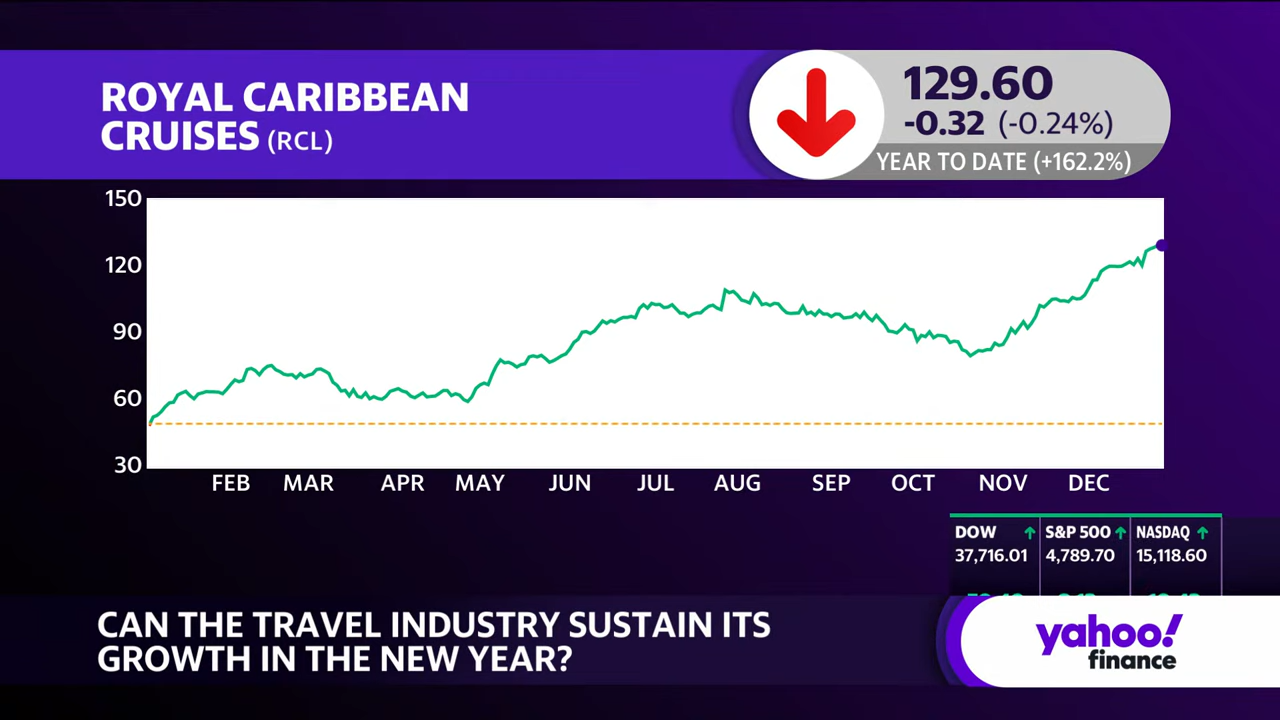 ROYAL CARIBBEAN
CRUISES (RCL)
129.60
-0.32 (-0.24%)
YEAR TO DATE (+162.2%)
150
120
90
60
30
FEB MAR APR MAY JUN JUL AUG SEP OCT NOV DEC
DOW S&P 500 NASDAQ
37,716.01 4,789.70 15,118.60
CAN THE TRAVEL INDUSTRY SUSTAIN ITS
GROWTH IN THE NEW YEAR?
yahoo!
finance